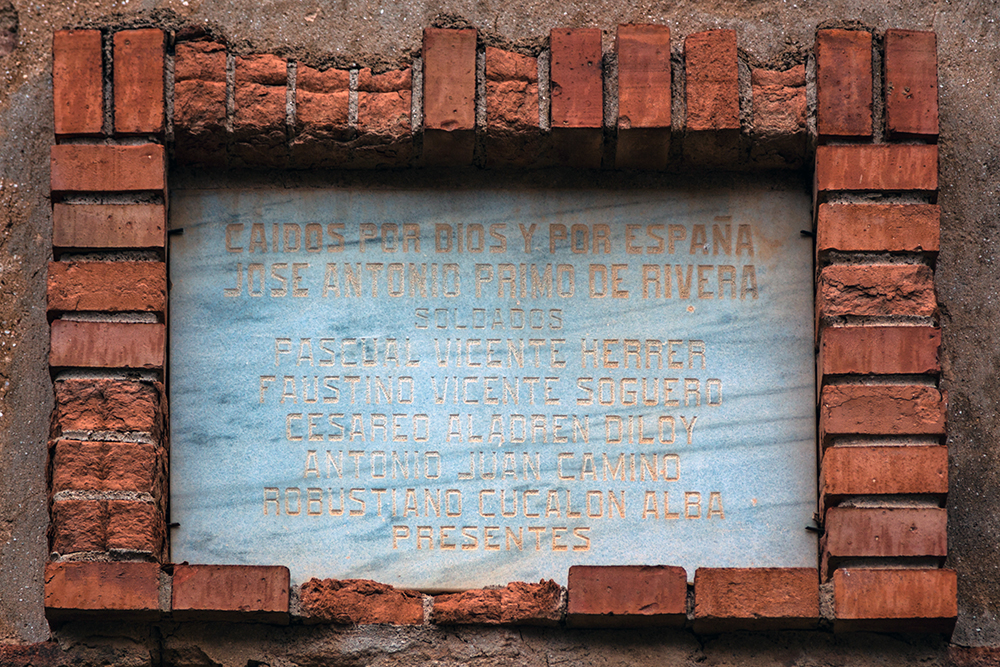 CAIDOS POR DIOS Y POR ESPAÑA
JOSE ANTONIO PRIMO DE RIVERA
SOLDADOS
PASCUAL VICENTE HERRER
FAUSTINO VICENTE SOGUERO
CESAREO ALADREN DILOY
ANTONIO JUAN CAMINO
ROBUSTIANO CUCALON ALBA
PRESENTES